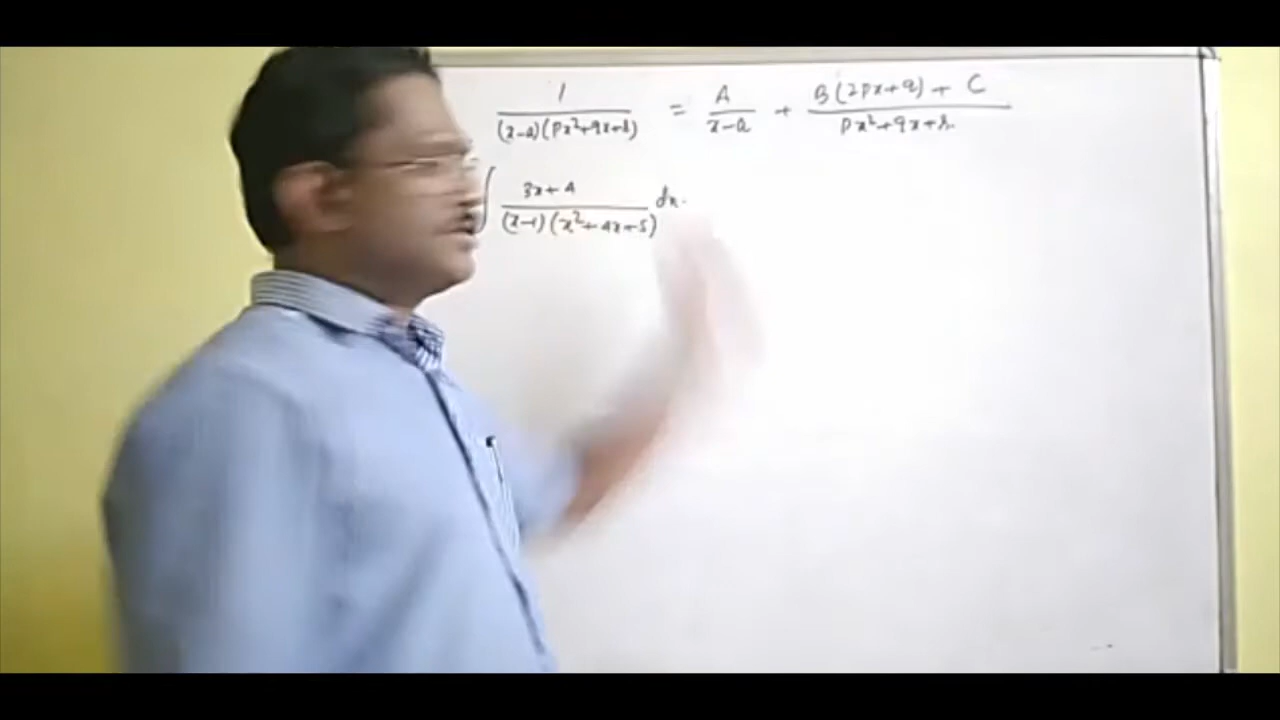 1/((x-a)(px²+qx+r)) = A/(x-a) + (B(2px+q) + C)/(px²+qx+r)
∫ (3x+4)/((x-1)(x²+4x+5)) dx.